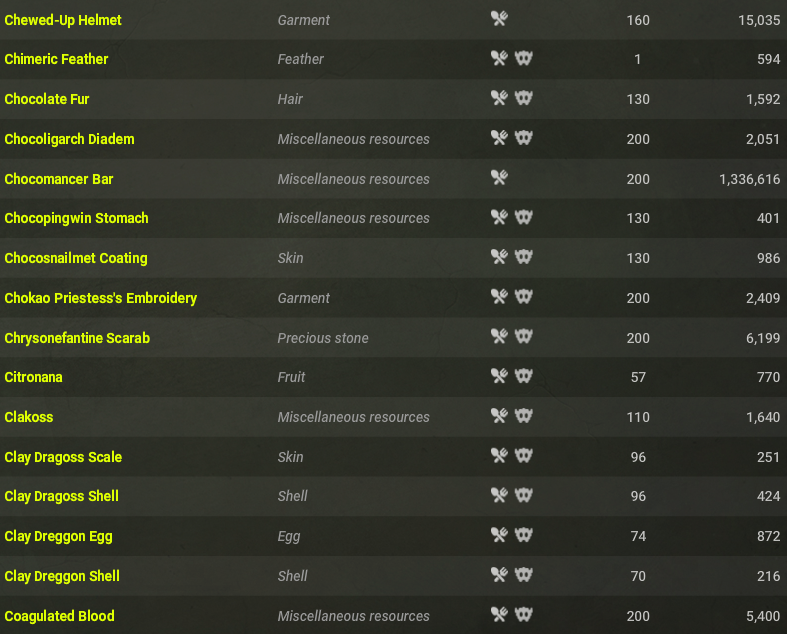 Chewed-Up Helmet Garment 160 15,035
Chimeric Feather Feather 1 594
Chocolate Fur Hair 130 1,592
Chocoligarch Diadem Miscellaneous resources 200 2,051
Chocomancer Bar Miscellaneous resources 200 1,336,616
Chocopingwin Stomach Miscellaneous resources 130 401
Chocosnailmet Coating Skin 130 986
Chokao Priestess's Embroidery Garment 200 2,409
Chrysonefantine Scarab Precious stone 200 6,199
Citronana Fruit 57 770
Clakoss Miscellaneous resources 110 1,640
Clay Dragoss Scale Skin 96 251
Clay Dragoss Shell Shell 96 424
Clay Dreggon Egg Egg 74 872
Clay Dreggon Shell Shell 70 216
Coagulated Blood Miscellaneous resources 200 5,400